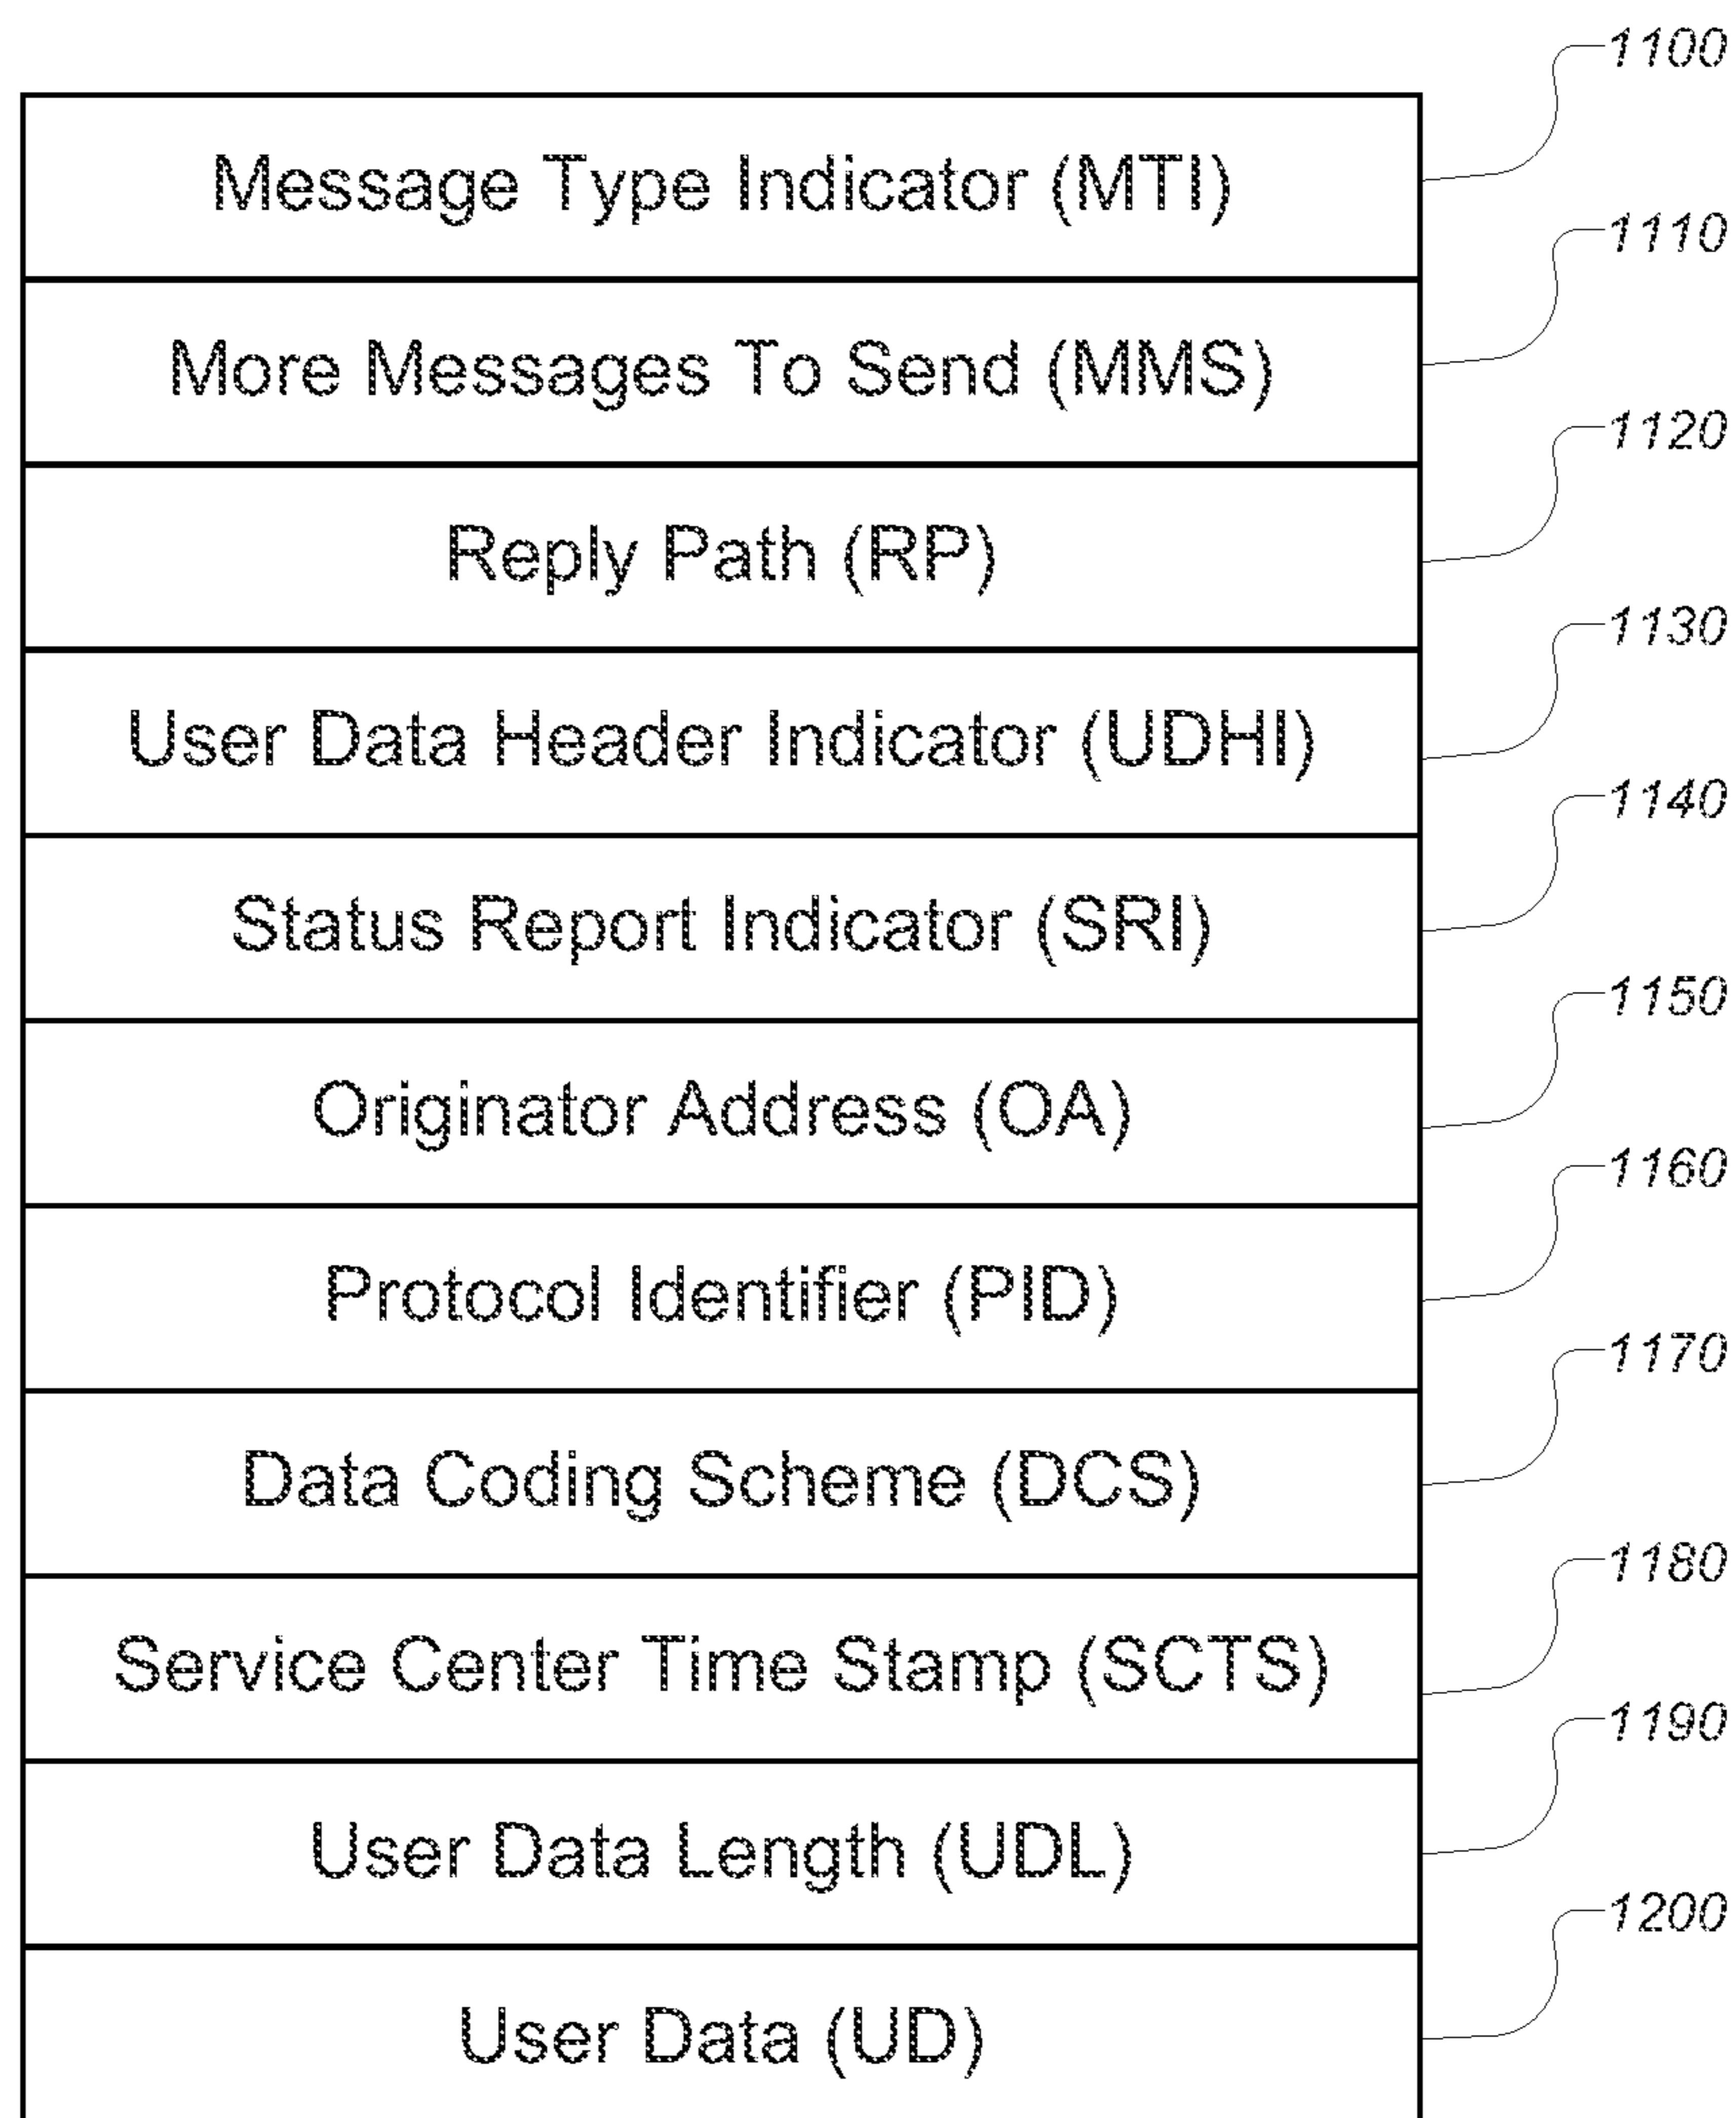 1100
Message Type Indicator (MTI)
1110
More Messages To Send (MMS)
1120
Reply Path (RP)
1130
User Data Header Indicator (UDHI)
1140
Status Report Indicator (SRI)
1150
Originator Address (OA)
1160
Protocol Identifier (PID)
1170
Data Coding Scheme (DCS)
1180
Service Center Time Stamp (SCTS)
1190
User Data Length (UDL)
1200
User Data (UD)